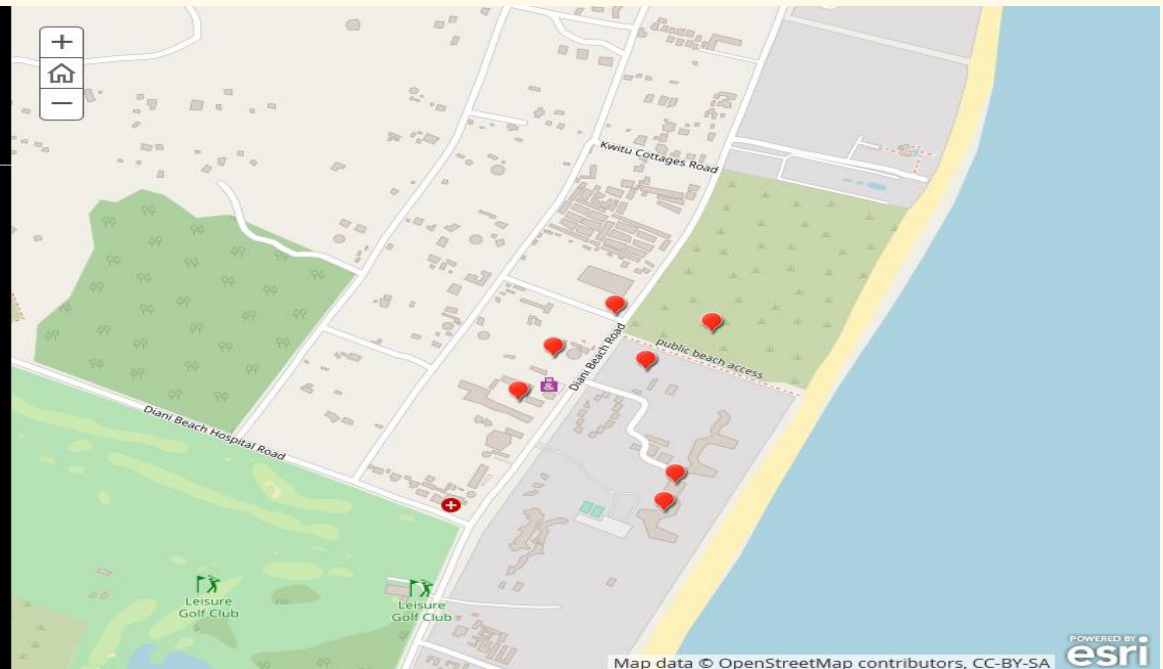 +
−
Kwitu Cottages Road
Diani Beach Road
public beach access
Diani Beach Hospital Road
Leisure
Golf Club
Leisure
Golf Club
Map data © OpenStreetMap contributors, CC-BY-SA
POWERED BY
esri